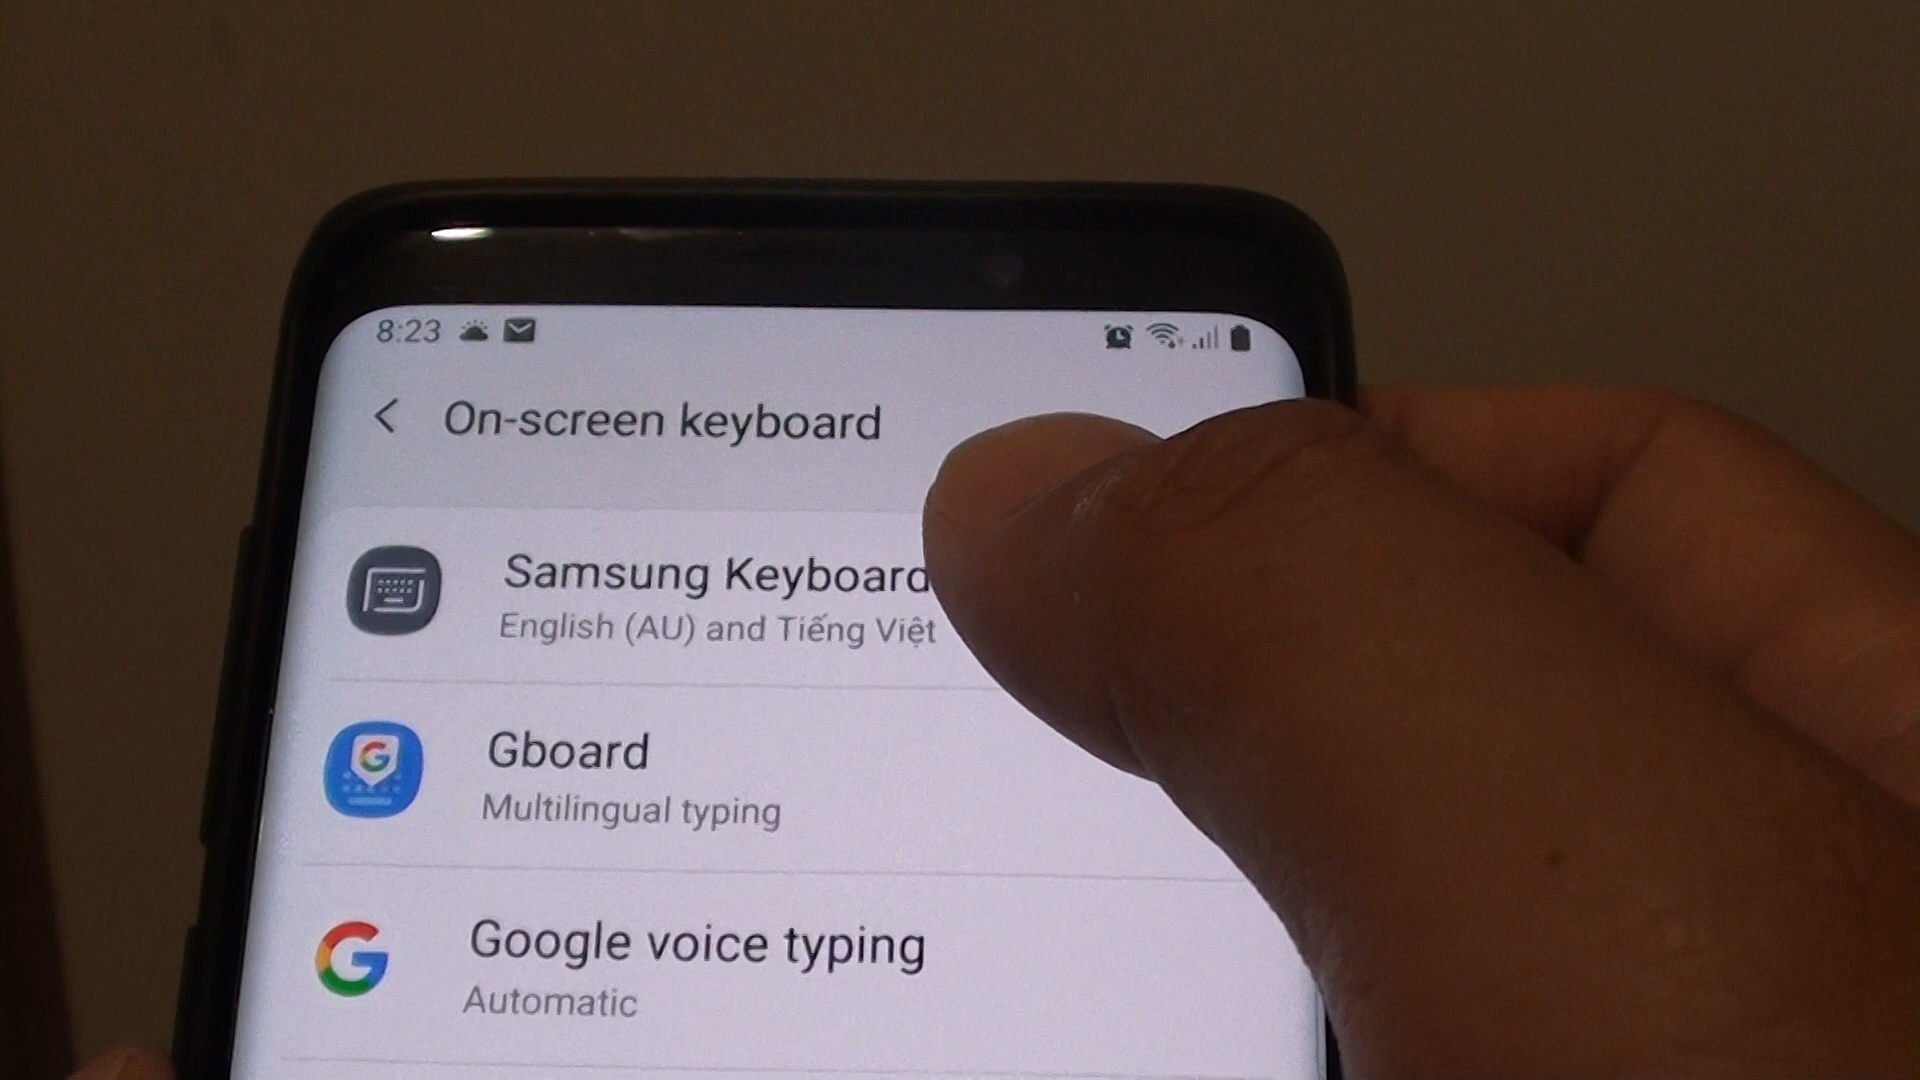 8:23
On-screen keyboard
Samsung Keyboard
English (AU) and Tiếng Việt
Gboard
Multilingual typing
Google voice typing
Automatic